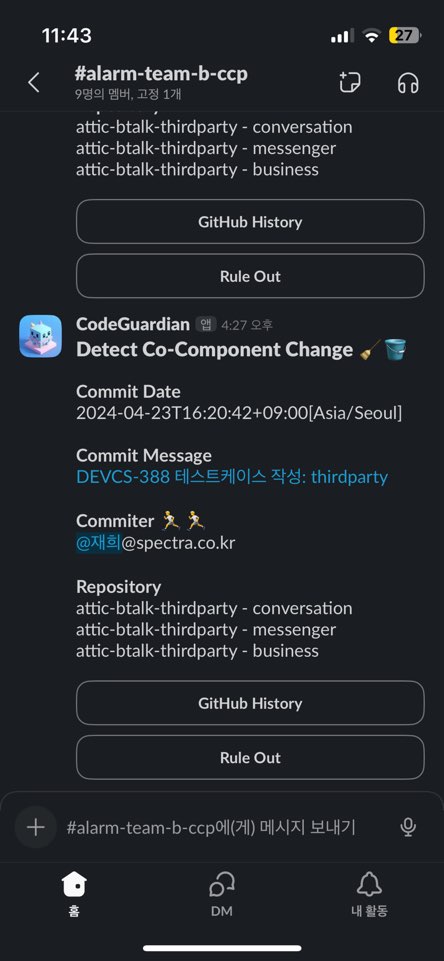 11:43
27
#alarm-team-b-ccp
9명의 멤버, 고정 1개
attic-btalk-thirdparty - conversation
attic-btalk-thirdparty - messenger
attic-btalk-thirdparty - business
GitHub History
Rule Out
CodeGuardian 앱 4:27 오후
Detect Co-Component Change 🧹🪣
Commit Date
2024-04-23T16:20:42+09:00[Asia/Seoul]
Commit Message
DEVCS-388 테스트케이스 작성: thirdparty
Commiter 🏃🏃
@재희@spectra.co.kr
Repository
attic-btalk-thirdparty - conversation
attic-btalk-thirdparty - messenger
attic-btalk-thirdparty - business
GitHub History
Rule Out
#alarm-team-b-ccp에(게) 메시지 보내기
홈
DM
내 활동